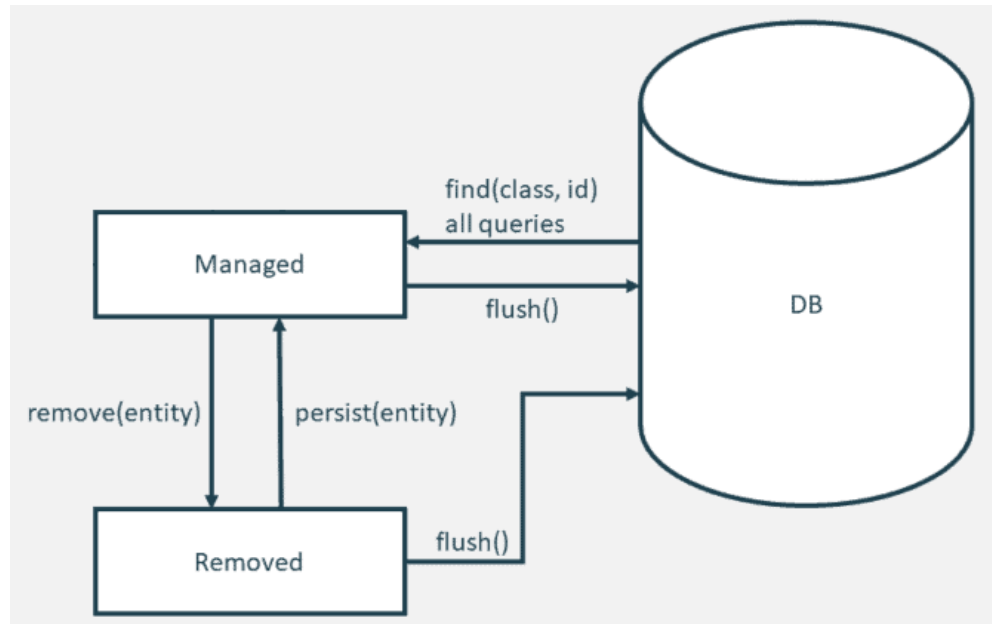 find(class, id)
all queries
Managed
flush()
DB
remove(entity)
persist(entity)
flush()
Removed